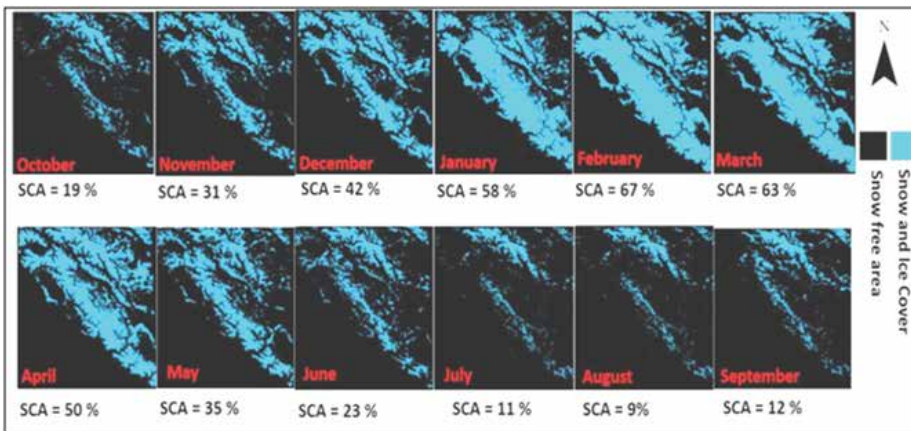 N
October
November
December
January
February
March
SCA = 19 %
SCA = 31 %
SCA = 42 %
SCA = 58 %
SCA = 67 %
SCA = 63 %
April
May
June
July
August
September
SCA = 50 %
SCA = 35 %
SCA = 23 %
SCA = 11 %
SCA = 9%
SCA = 12 %
Snow free area
Snow and Ice Cover